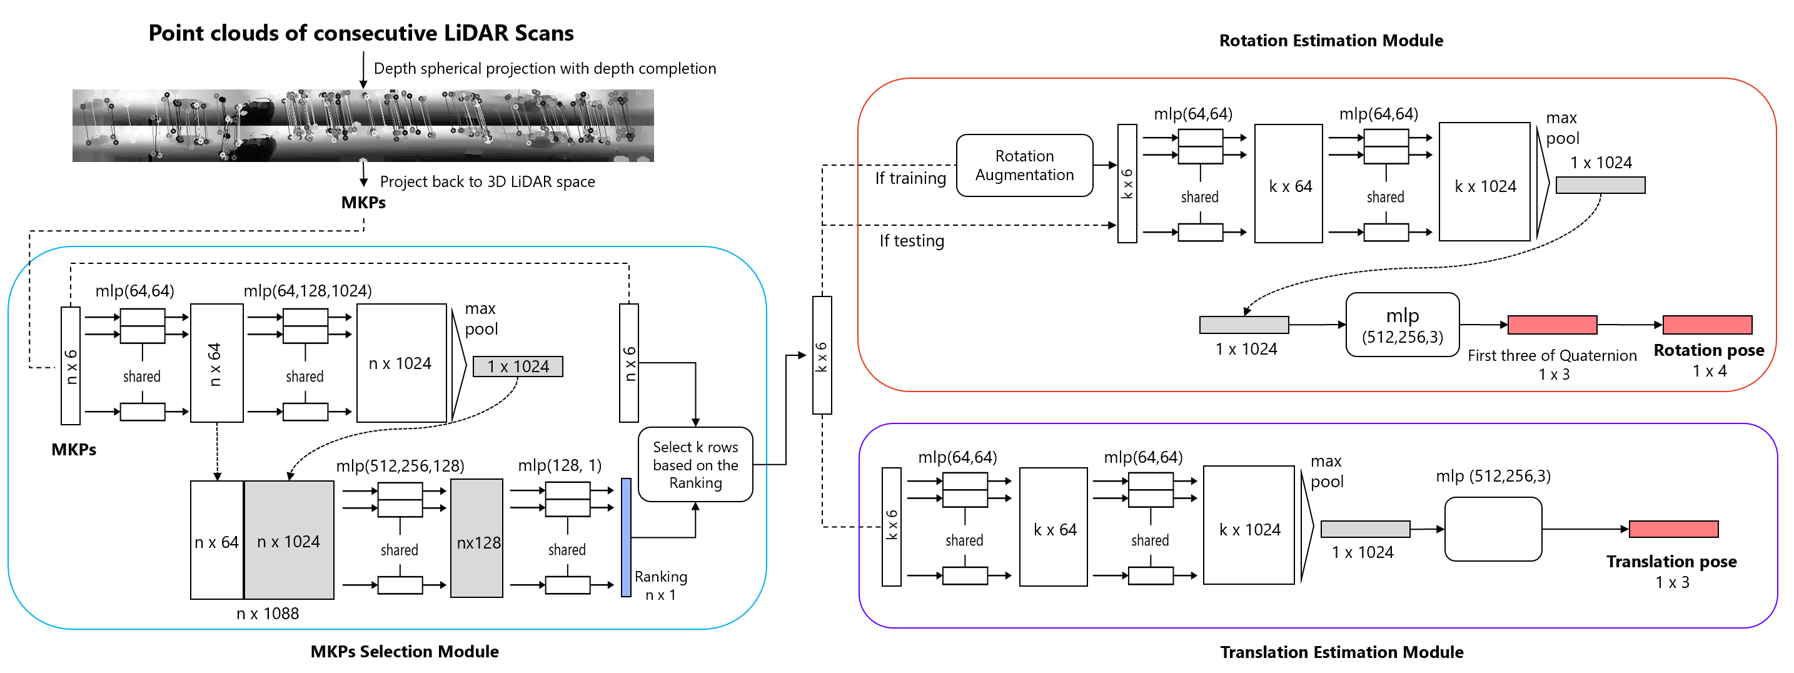 Point clouds of consecutive LiDAR Scans
Depth spherical projection with depth completion
Project back to 3D LiDAR space
MKPs
n x 6
mlp(64,64)
shared
n x 64
mlp(64,128,1024)
shared
n x 1024
max
pool
1 x 1024
n x 6
MKPs
n x 64
n x 1024
n x 1088
mlp(512,256,128)
shared
nx128
mlp(128, 1)
shared
Ranking
n x 1
Select k rows
based on the
Ranking
MKPs Selection Module
k x 6
Rotation Estimation Module
If training
If testing
Rotation
Augmentation
k x 6
mlp(64,64)
shared
k x 64
mlp(64,64)
shared
k x 1024
max
pool
1 x 1024
1 x 1024
mlp
(512,256,3)
First three of Quaternion
1 x 3
Rotation pose
1 x 4
k x 6
mlp(64,64)
shared
k x 64
mlp(64,64)
shared
k x 1024
max
pool
1 x 1024
mlp (512,256,3)
Translation pose
1 x 3
Translation Estimation Module